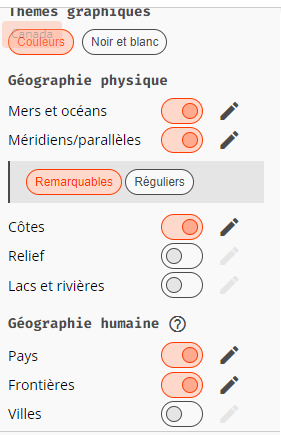 Thèmes graphiques
Canada
Couleurs Noir et blanc
Géographie physique
Mers et océans
Méridiens/parallèles
Remarquables Réguliers
Côtes
Relief
Lacs et rivières
Géographie humaine ?
Pays
Frontières
Villes